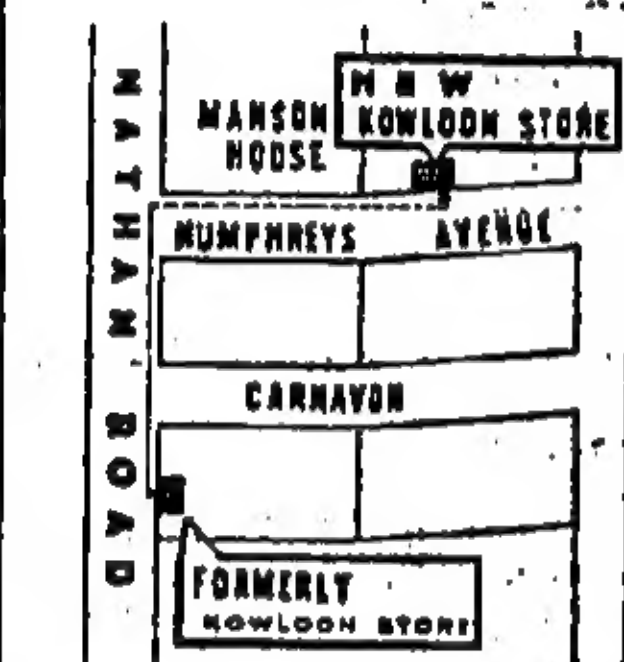 NEW
KOWLOON STORE
MANSON
HOUSE
NATHAN ROAD
HUMPHREYS AVENUE
CARNAVON
FORMERLY
KOWLOON STORE